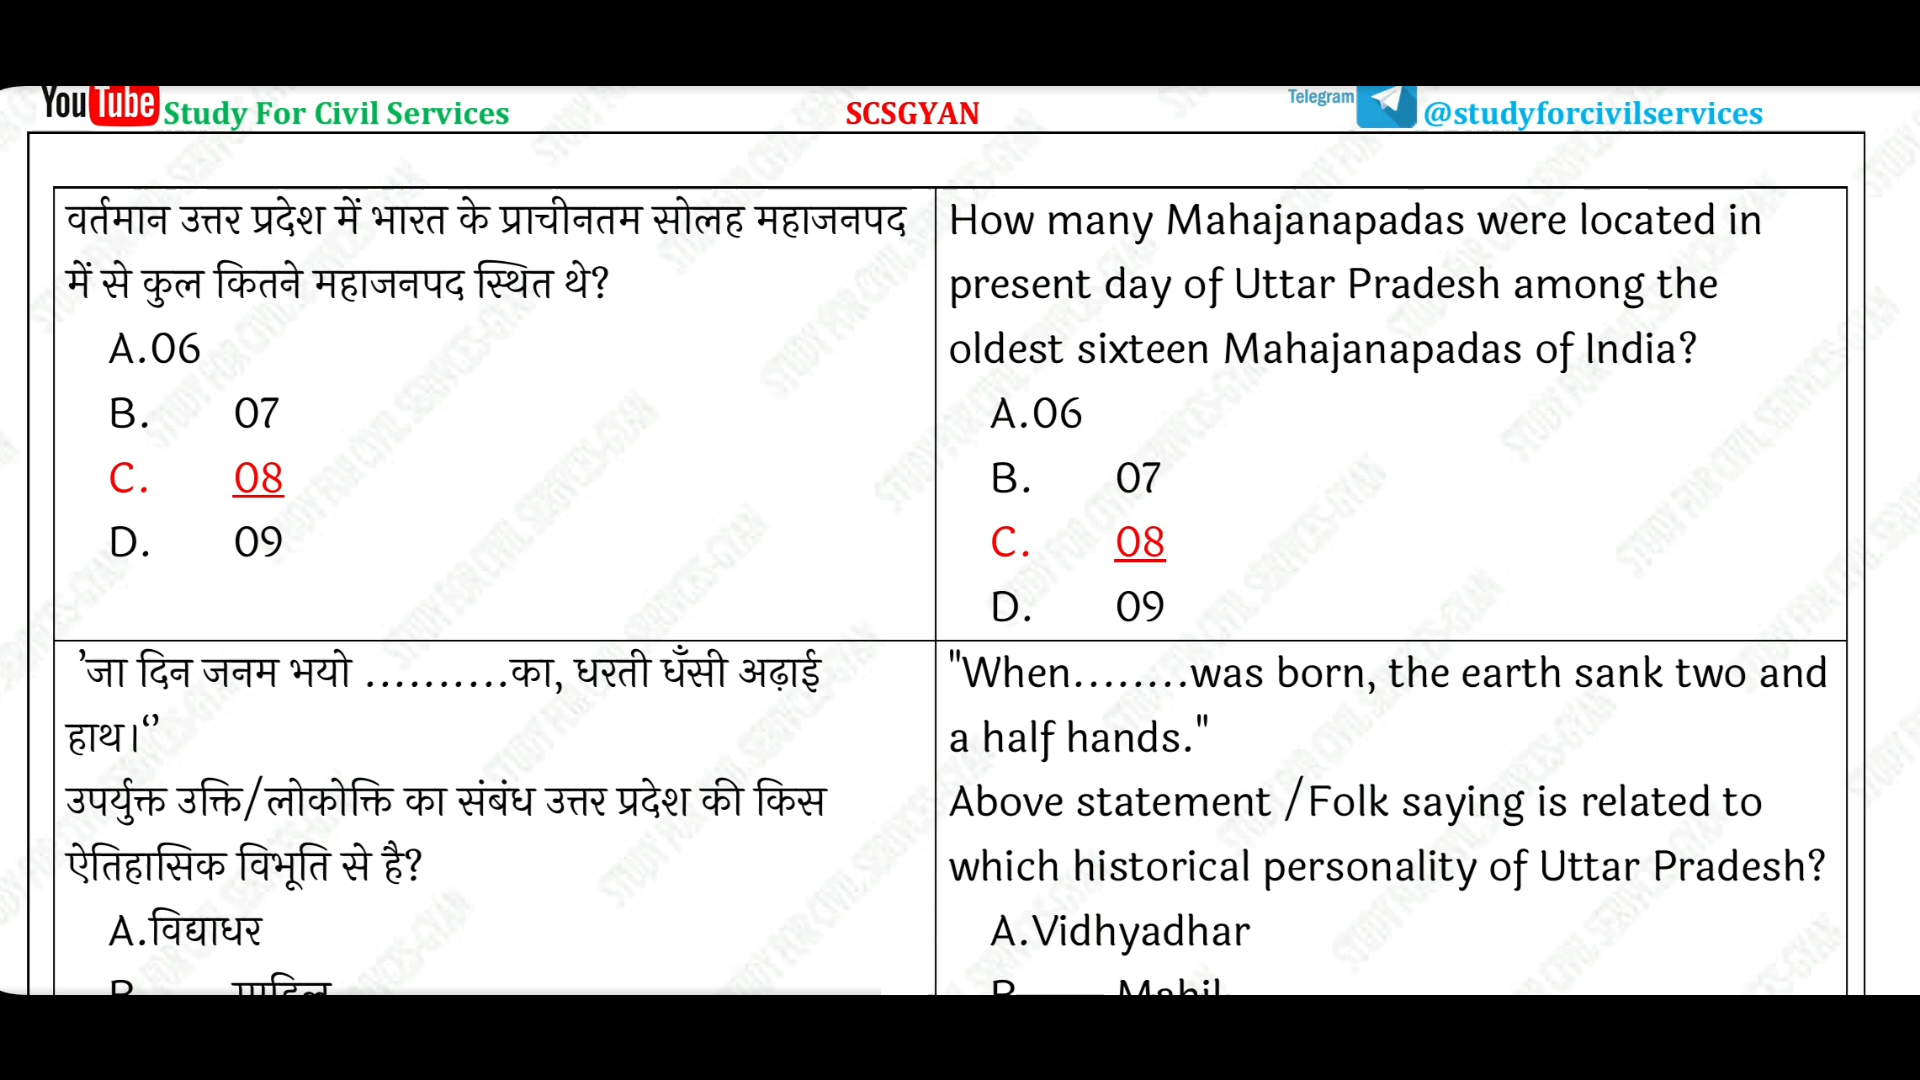 YouTube Study For Civil Services SCSGYAN Telegram @studyforcivilservices
वर्तमान उत्तर प्रदेश में भारत के प्राचीनतम सोलह महाजनपद
में से कुल कितने महाजनपद स्थित थे?
A.06
B. 07
C. 08
D. 09
How many Mahajanapadas were located in
present day of Uttar Pradesh among the
oldest sixteen Mahajanapadas of India?
A.06
B. 07
C. 08
D. 09
’जा दिन जनम भयो ..........का, धरती धँसी अढ़ाई
हाथ।‘’
उपर्युक्त उक्ति/लोकोक्ति का संबंध उत्तर प्रदेश की किस
ऐतिहासिक विभूति से है?
A.विद्याधर
B. माहिल
"When........was born, the earth sank two and
a half hands."
Above statement /Folk saying is related to
which historical personality of Uttar Pradesh?
A.Vidhyadhar
B. Mahil